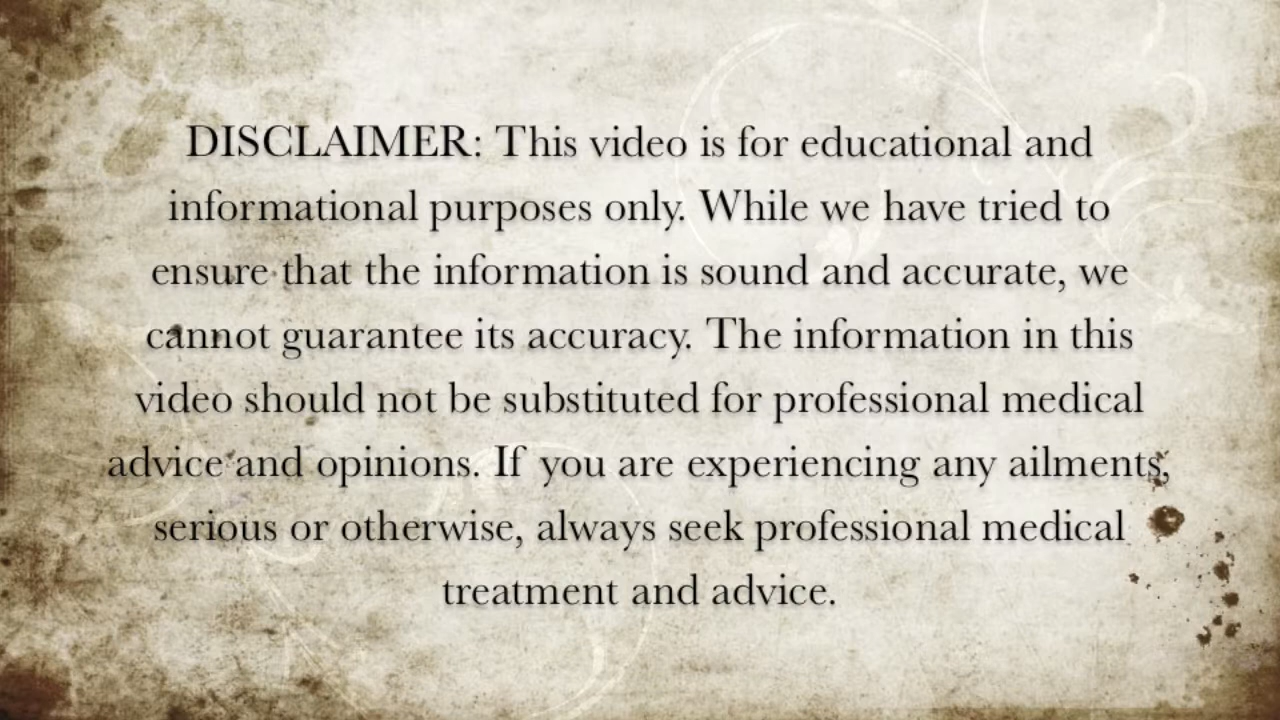 DISCLAIMER: This video is for educational and
informational purposes only. While we have tried to
ensure that the information is sound and accurate, we
cannot guarantee its accuracy. The information in this
video should not be substituted for professional medical
advice and opinions. If you are experiencing any ailments,
serious or otherwise, always seek professional medical
treatment and advice.